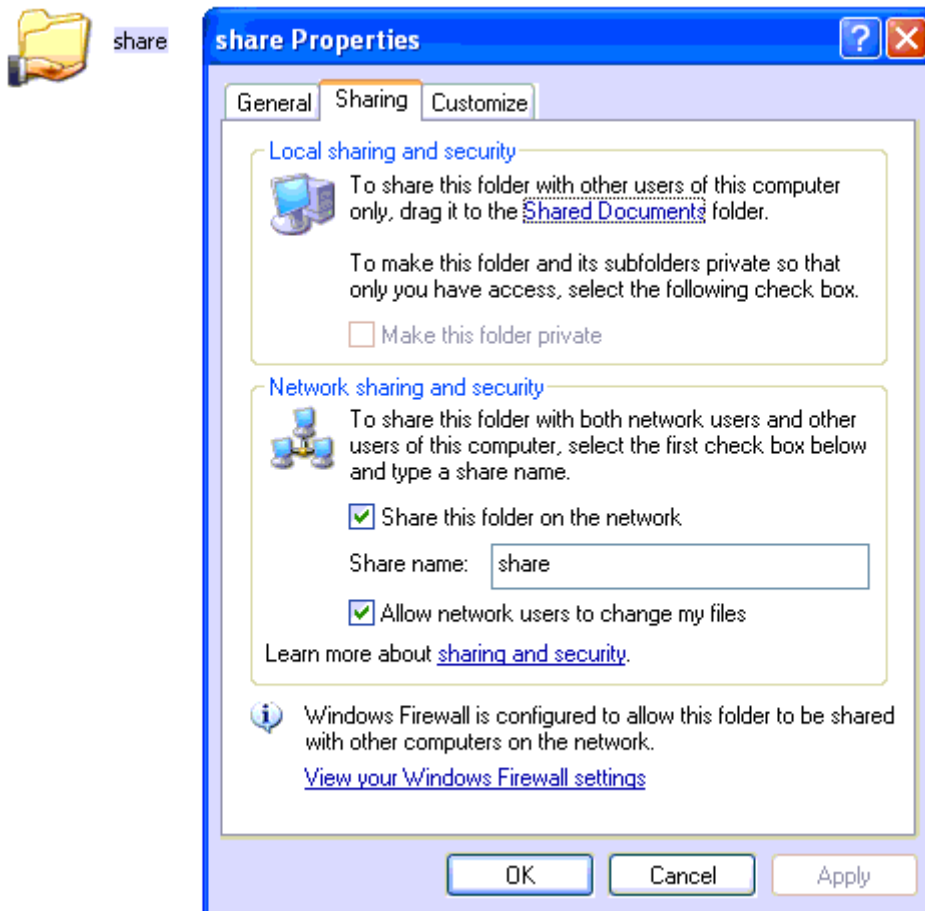 share
share Properties
General
Sharing
Customize
Local sharing and security
To share this folder with other users of this computer
only, drag it to the Shared Documents folder.
To make this folder and its subfolders private so that
only you have access, select the following check box.
Make this folder private
Network sharing and security
To share this folder with both network users and other
users of this computer, select the first check box below
and type a share name.
Share this folder on the network
Share name: share
Allow network users to change my files
Learn more about sharing and security.
Windows Firewall is configured to allow this folder to be shared
with other computers on the network.
View your Windows Firewall settings
OK
Cancel
Apply